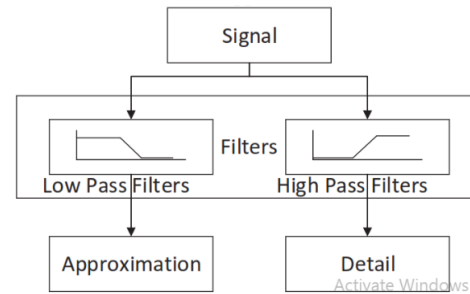 Signal
Filters
Low Pass Filters
High Pass Filters
Approximation
Detail
Activate Windows